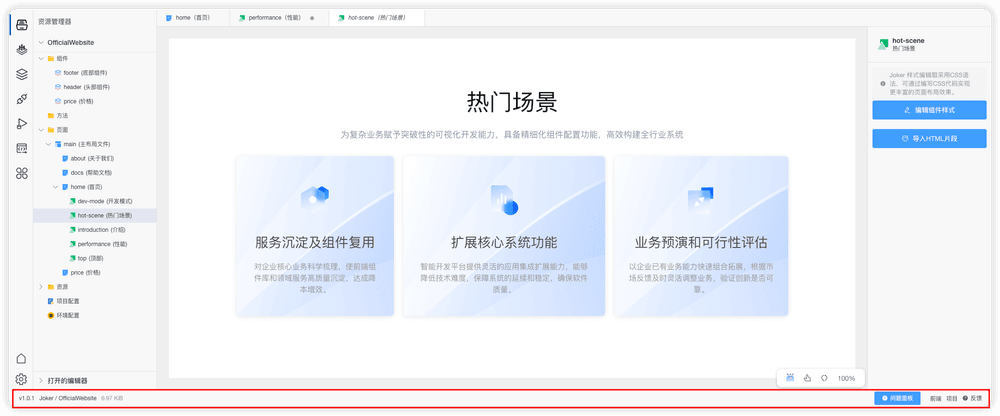 资源管理器
home (首页)
performance (性能)
hot-scene (热门场景)
OfficialWebsite
组件
footer (底部组件)
header (头部组件)
price (价格)
方法
页面
main (主布局文件)
about (关于我们)
docs (帮助文档)
home (首页)
dev-mode (开发模式)
hot-scene (热门场景)
introduction (介绍)
performance (性能)
top (顶部)
price (价格)
资源
项目配置
环境配置
打开的编辑器
热门场景
为复杂业务赋予突破性的可视化开发能力，具备精细化组件配置功能，高效构建全行业系统
服务沉淀及组件复用
对企业核心业务科学梳理，使前端组
件库和领域服务高质量沉淀，达成降
本增效。
扩展核心系统功能
智能开发平台提供灵活的应用集成扩展能力，能够
降低技术难度，保障系统的延续和稳定，确保软件
质量。
业务预演和可行性评估
以企业已有业务能力快速组合拓展，根据市
场反馈及时灵活调整业务，验证创新是否可
靠。
100%
hot-scene
热门场景
Joker 样式编辑器采用CSS语
法，可通过编写CSS代码实现
更丰富的页面布局效果。
编辑组件样式
导入HTML片段
v1.0.1 Joker / OfficialWebsite 8.97 KiB
问题面板 前端 项目 反馈